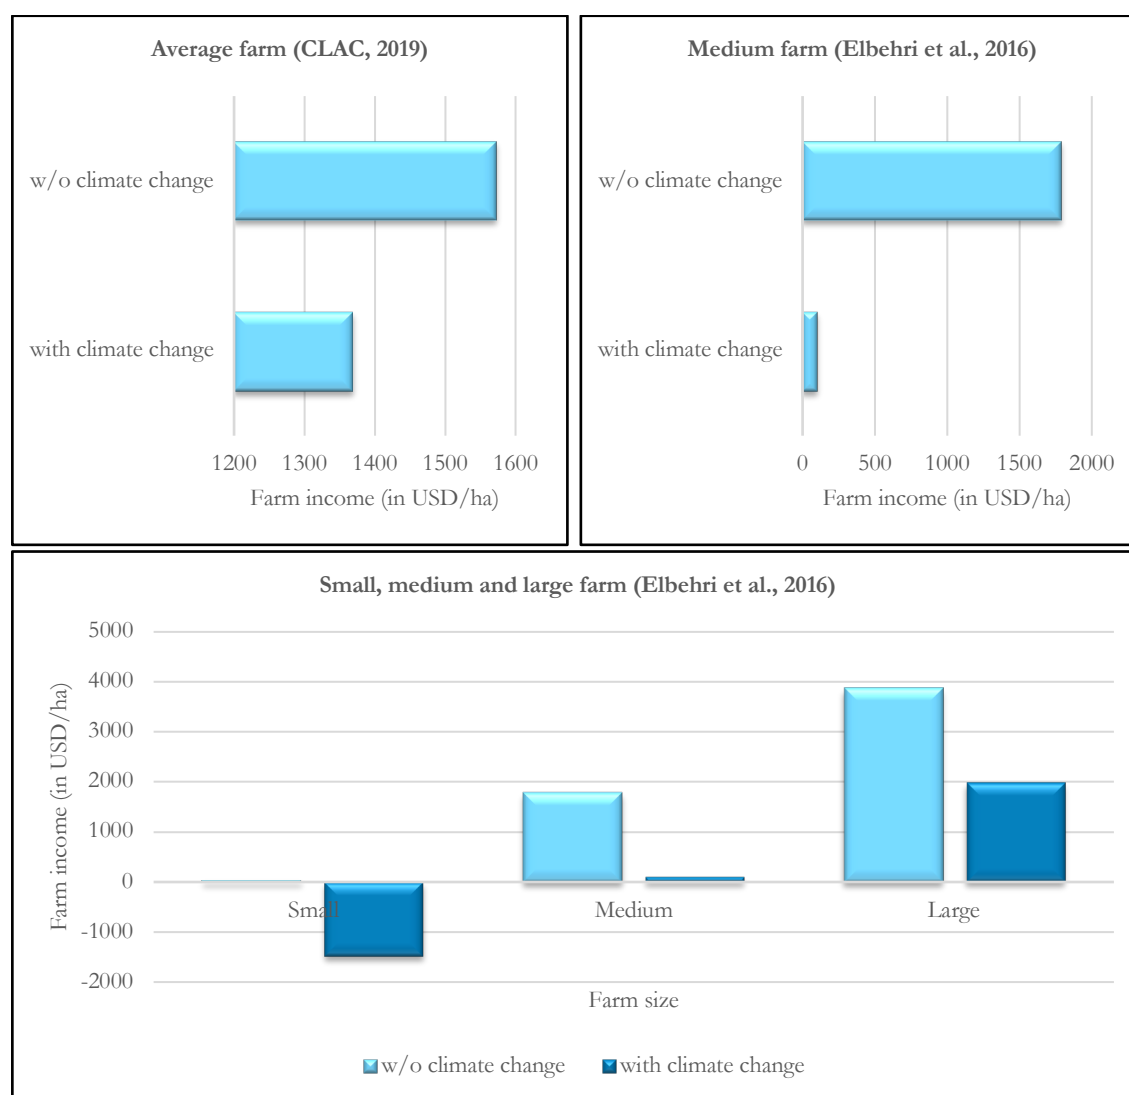 Average farm (CLAC, 2019)
w/o climate change
with climate change
1200 1300 1400 1500 1600
Farm income (in USD/ha)
Medium farm (Elbehri et al., 2016)
w/o climate change
with climate change
0 500 1000 1500 2000
Farm income (in USD/ha)
Small, medium and large farm (Elbehri et al., 2016)
Farm income (in USD/ha)
5000
4000
3000
2000
1000
0
-1000
-2000
Small Medium Large
Farm size
w/o climate change with climate change